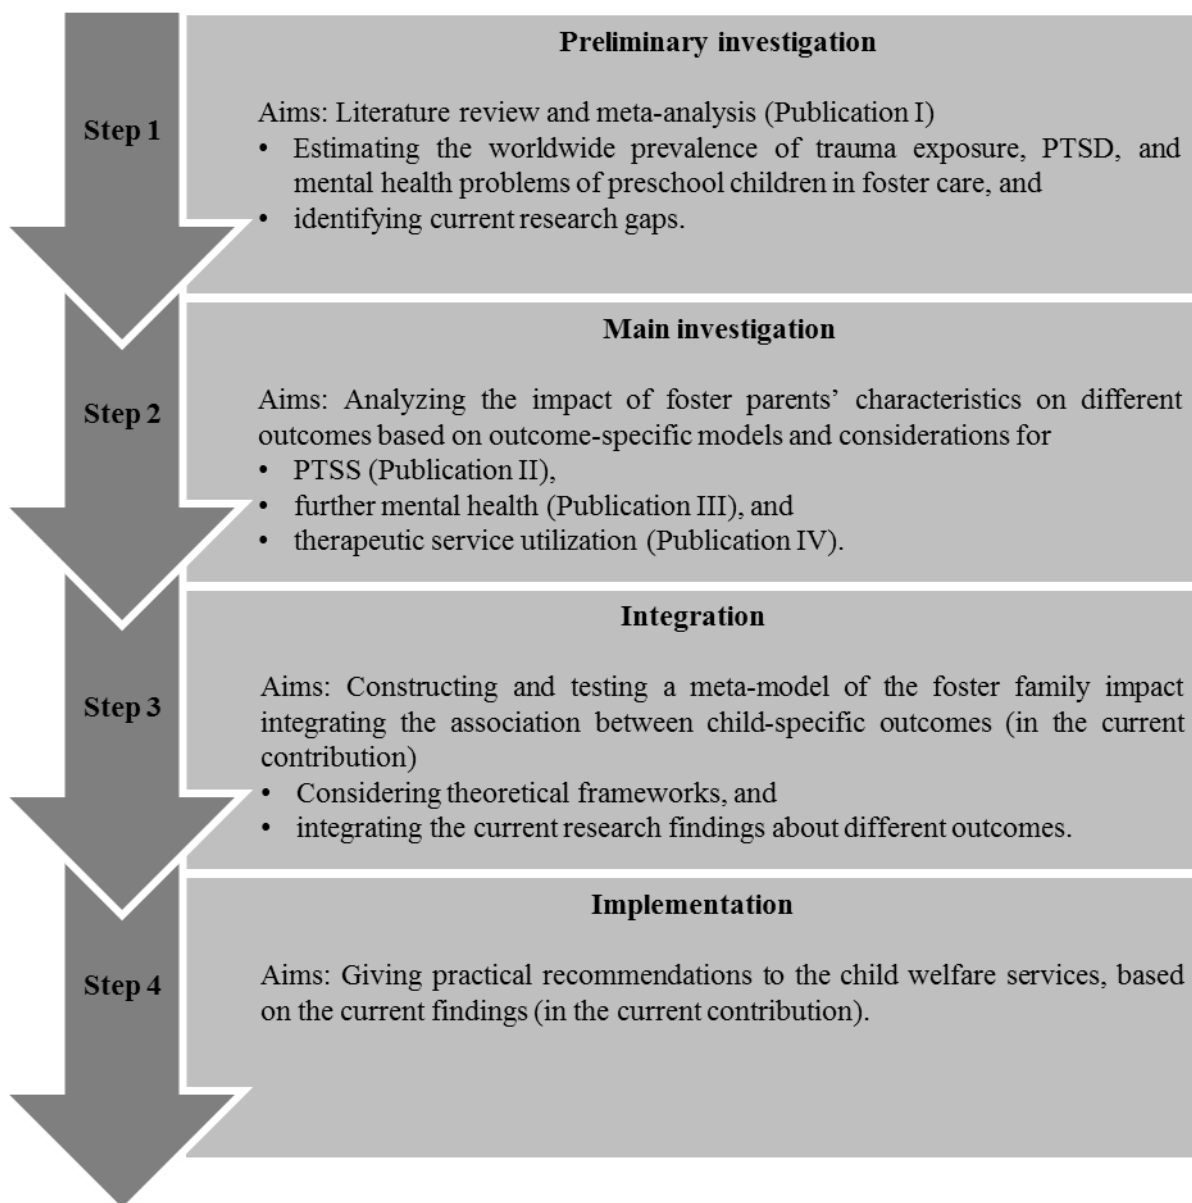 Preliminary investigation
Step 1
Aims: Literature review and meta-analysis (Publication I)
• Estimating the worldwide prevalence of trauma exposure, PTSD, and
mental health problems of preschool children in foster care, and
• identifying current research gaps.
Main investigation
Step 2
Aims: Analyzing the impact of foster parents’ characteristics on different
outcomes based on outcome-specific models and considerations for
• PTSS (Publication II),
• further mental health (Publication III), and
• therapeutic service utilization (Publication IV).
Integration
Step 3
Aims: Constructing and testing a meta-model of the foster family impact
integrating the association between child-specific outcomes (in the current
contribution)
• Considering theoretical frameworks, and
• integrating the current research findings about different outcomes.
Implementation
Step 4
Aims: Giving practical recommendations to the child welfare services, based
on the current findings (in the current contribution).